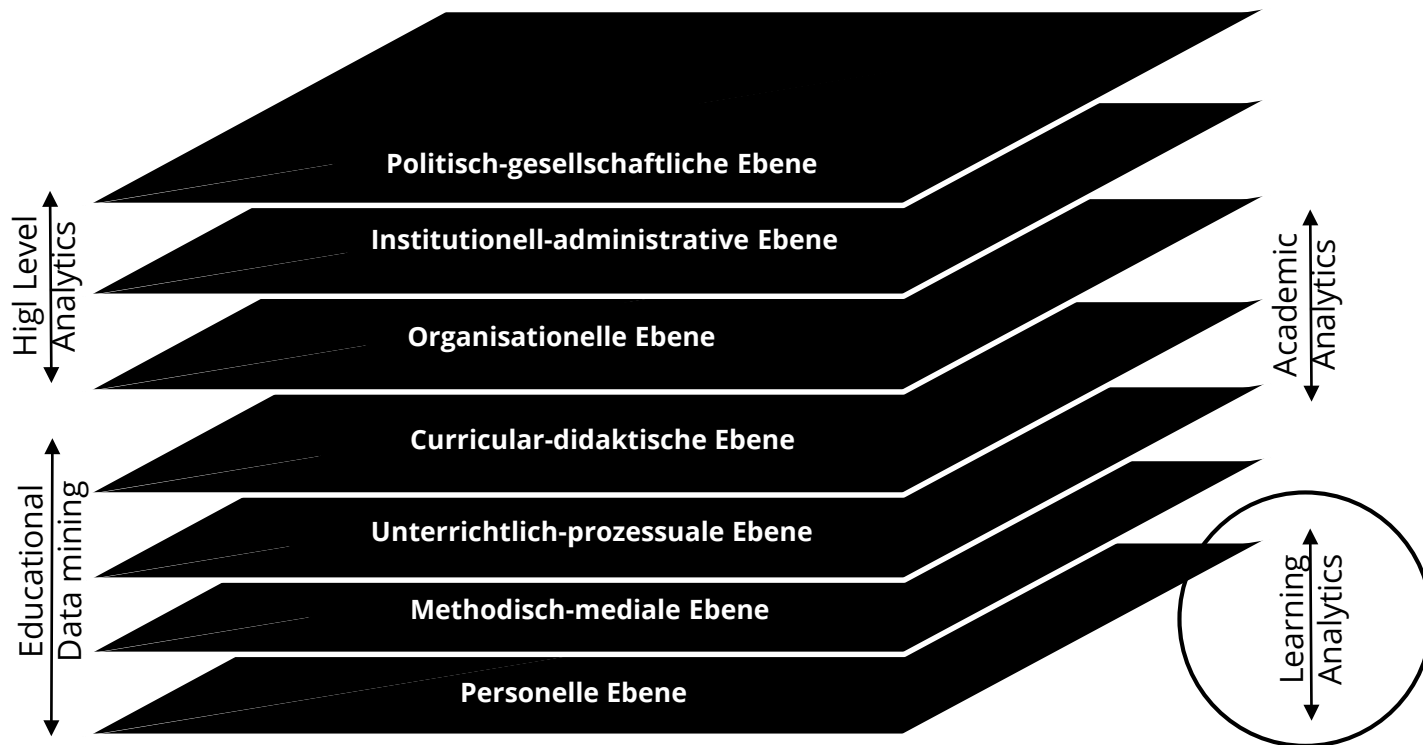 Politisch-gesellschaftliche Ebene
Institutionell-administrative Ebene
Organisationelle Ebene
Curricular-didaktische Ebene
Unterrichtlich-prozessuale Ebene
Methodisch-mediale Ebene
Personelle Ebene
Higl Level
Analytics
Educational
Data mining
Academic
Analytics
Learning
Analytics